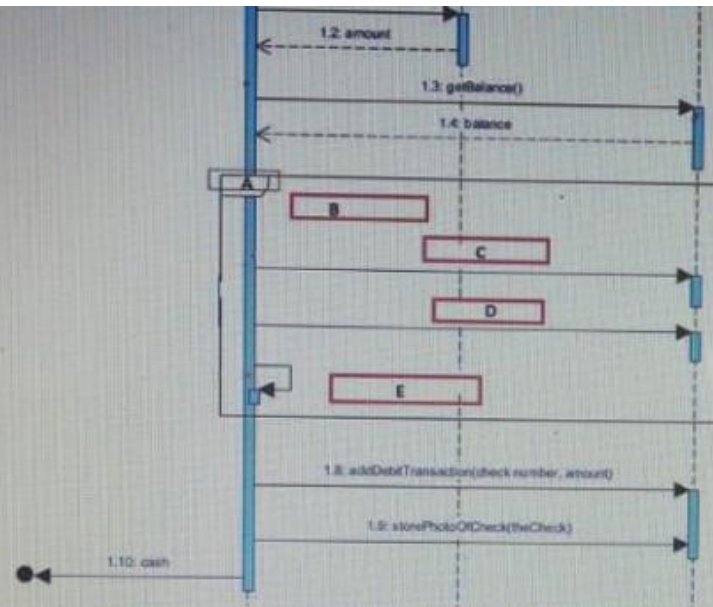 1.2: amount
1.3: getBalance()
1.4: balance
A
B
C
D
E
1.8: addDebitTransaction(check number, amount)
1.9: storePhotoOfCheck(theCheck)
1.10: cash